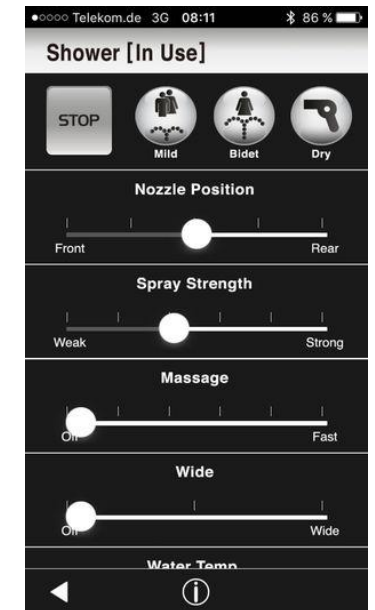 Telekom.de 3G 08:11 86 %
Shower [In Use]
STOP
Mild Bidet Dry
Nozzle Position
Front Rear
Spray Strength
Weak Strong
Massage
Off Fast
Wide
Off Wide
Water Temp